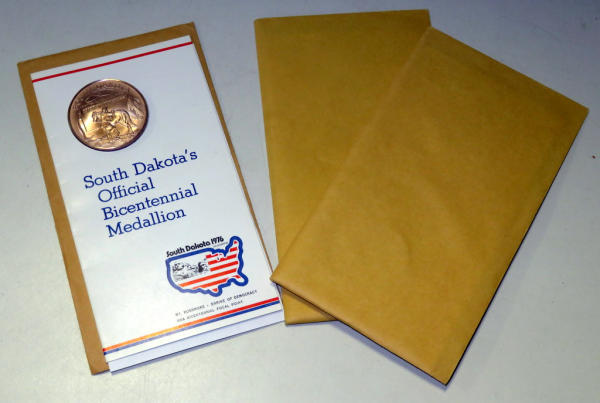 South Dakota's
Official
Bicentennial
Medallion
South Dakota 1976
MT. RUSHMORE - SHRINE OF DEMOCRACY
USA BICENTENNIAL FOCAL POINT